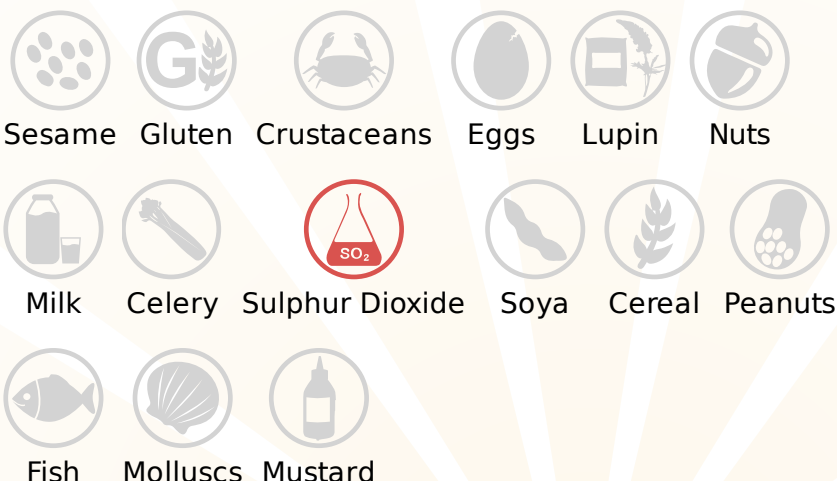 G
Sesame Gluten Crustaceans Eggs Lupin Nuts
SO₂
Milk Celery Sulphur Dioxide Soya Cereal Peanuts
Fish Molluscs Mustard